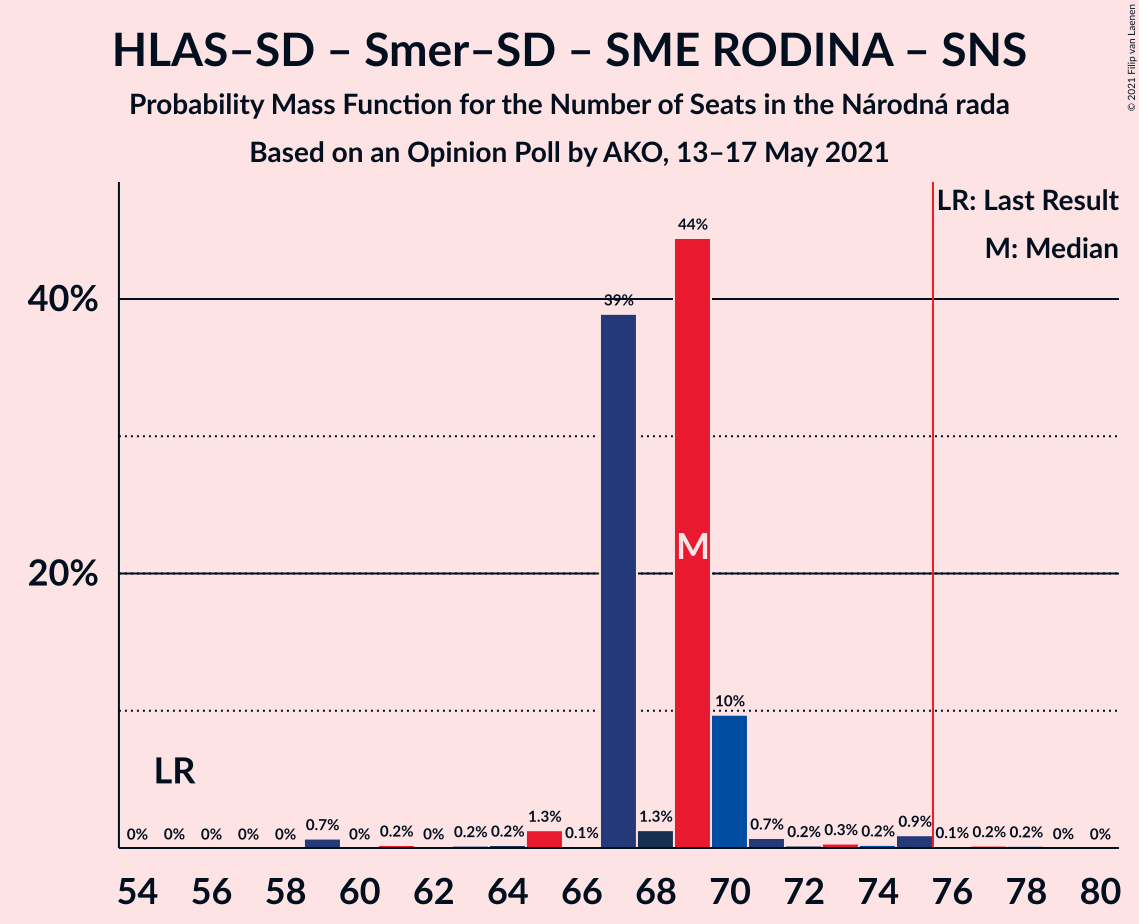 HLAS–SD – Smer–SD – SME RODINA – SNS
Probability Mass Function for the Number of Seats in the Národná rada
Based on an Opinion Poll by AKO, 13–17 May 2021
© 2021 Filip van Laenen
LR: Last Result
M: Median
44%
40%
39%
M
20%
10%
LR
0% 0% 0% 0% 0% 0.7% 0% 0.2% 0% 0.2% 0.2% 1.3% 0.1% 1.3% 0.7% 0.2% 0.3% 0.2% 0.9% 0.1% 0.2% 0.2% 0% 0%
54 56 58 60 62 64 66 68 70 72 74 76 78 80